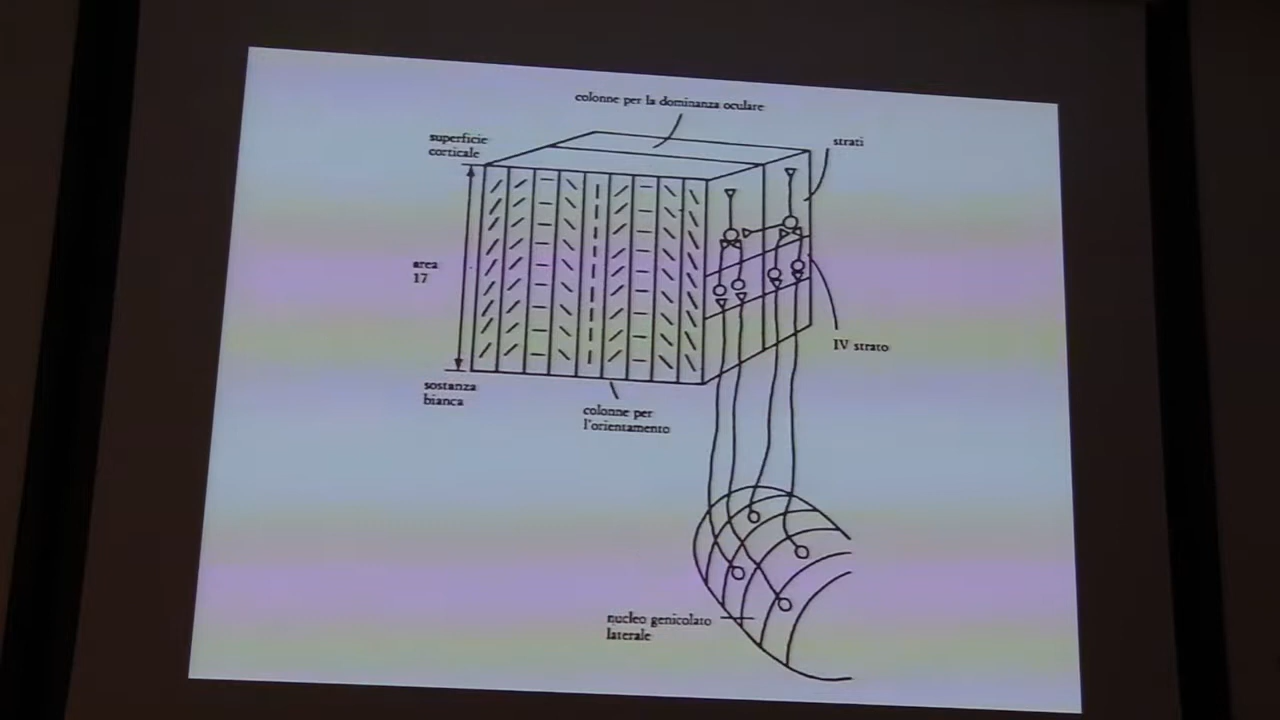 colonne per la dominanza oculare
superficie
corticale
strati
area
17
IV strato
sostanza
bianca
colonne per
l'orientamento
nucleo genicolato
laterale